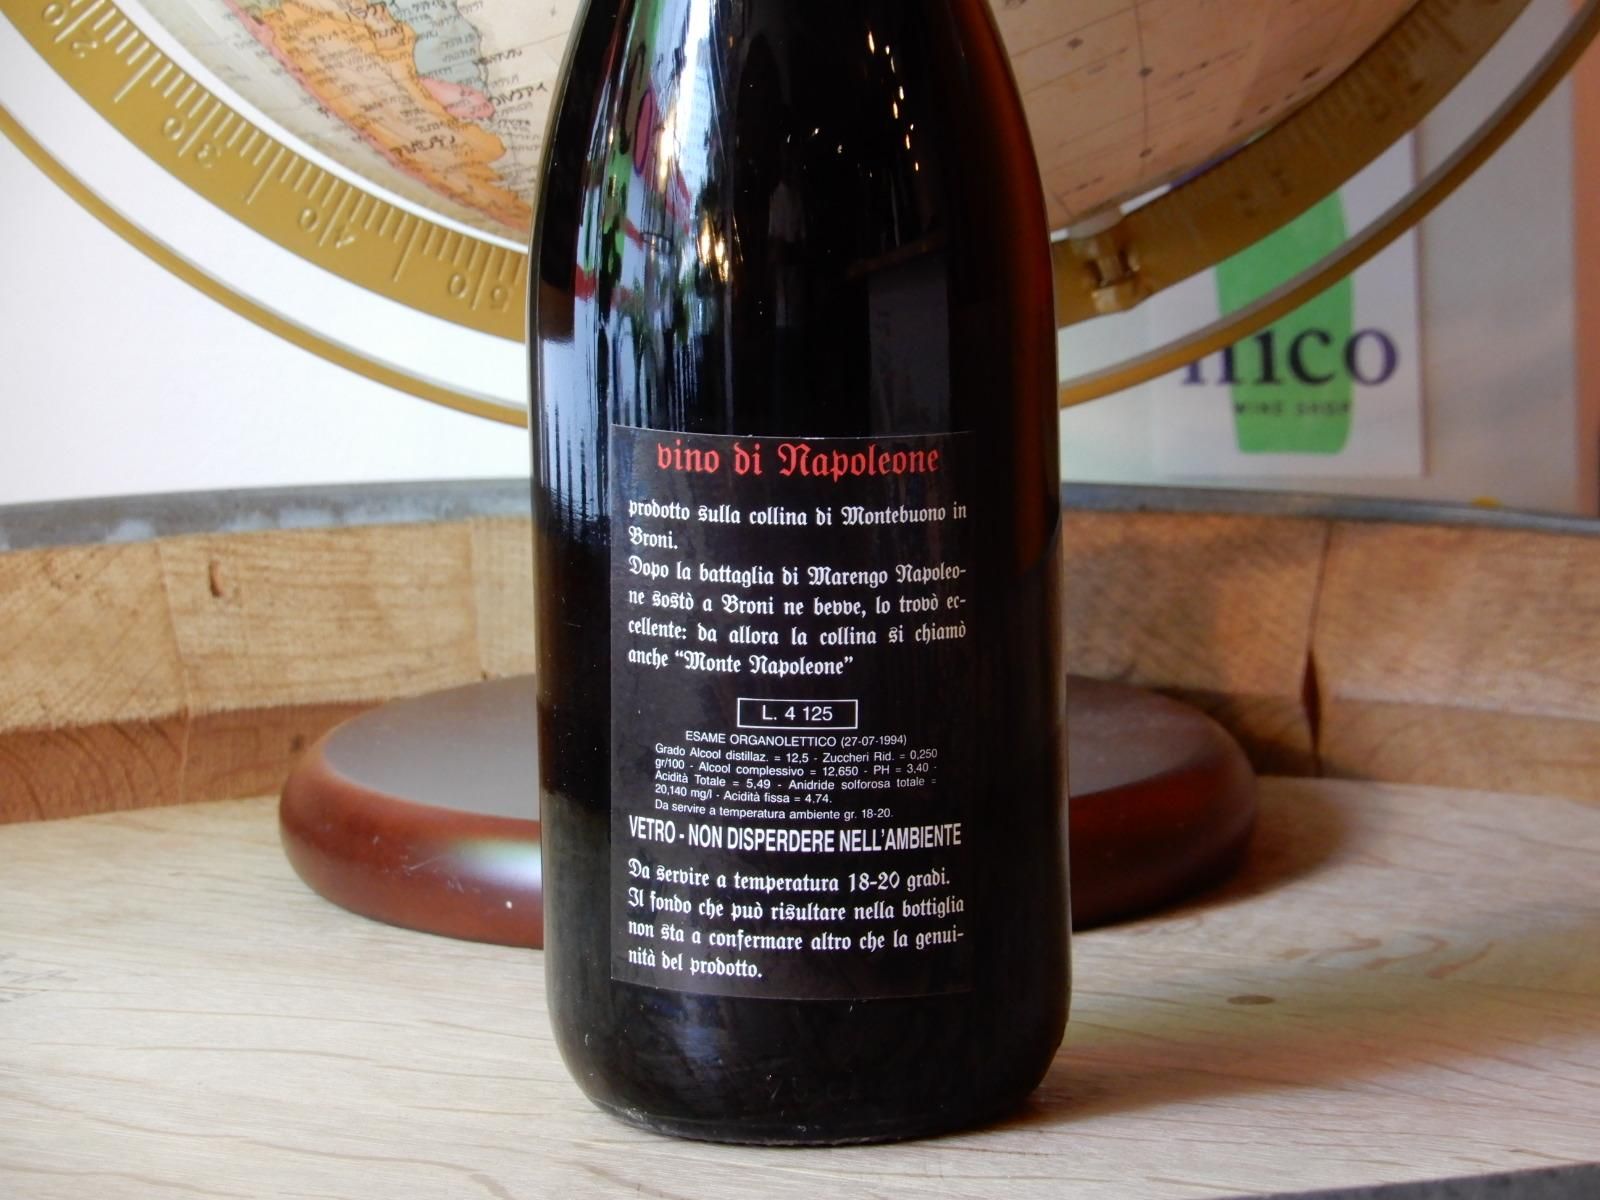 nico
WINE SHOP
vino di Napoleone
prodotto sulla collina di Montebuono in
Broni.
Dopo la battaglia di Marengo Napoleo-
ne sostò a Broni ne bevve, lo trovò ec-
cellente: da allora la collina si chiamò
anche “Monte Napoleone”
L. 4 125
ESAME ORGANOLETTICO (27-07-1994)
Grado Alcool distillaz. = 12,5 - Zuccheri Rid. = 0,250
gr/100 - Alcool complessivo = 12,650 - PH = 3,40 -
Acidità Totale = 5,49 - Anidride solforosa totale =
20,140 mg/l - Acidità fissa = 4,74.
Da servire a temperatura ambiente gr. 18-20.
VETRO - NON DISPERDERE NELL'AMBIENTE
Da servire a temperatura 18-20 gradi.
Il fondo che può risultare nella bottiglia
non sta a confermare altro che la genui-
nità del prodotto.